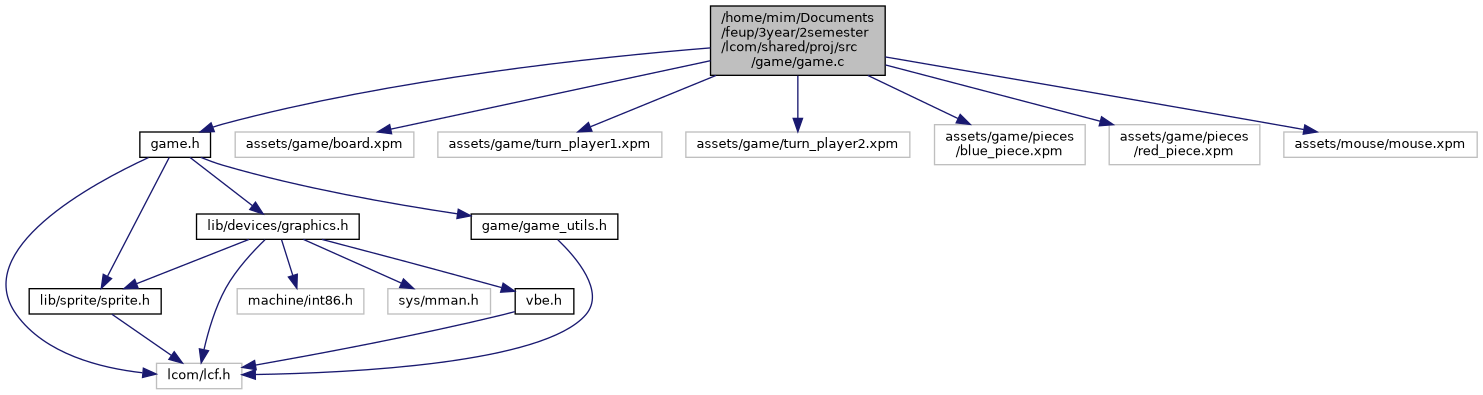 /home/mim/Documents
/feup/3year/2semester
/lcom/shared/proj/src
/game/game.c
game.h
assets/game/board.xpm
assets/game/turn_player1.xpm
assets/game/turn_player2.xpm
assets/game/pieces
/blue_piece.xpm
assets/game/pieces
/red_piece.xpm
assets/mouse/mouse.xpm
lib/devices/graphics.h
game/game_utils.h
lib/sprite/sprite.h
machine/int86.h
sys/mman.h
vbe.h
lcom/lcf.h